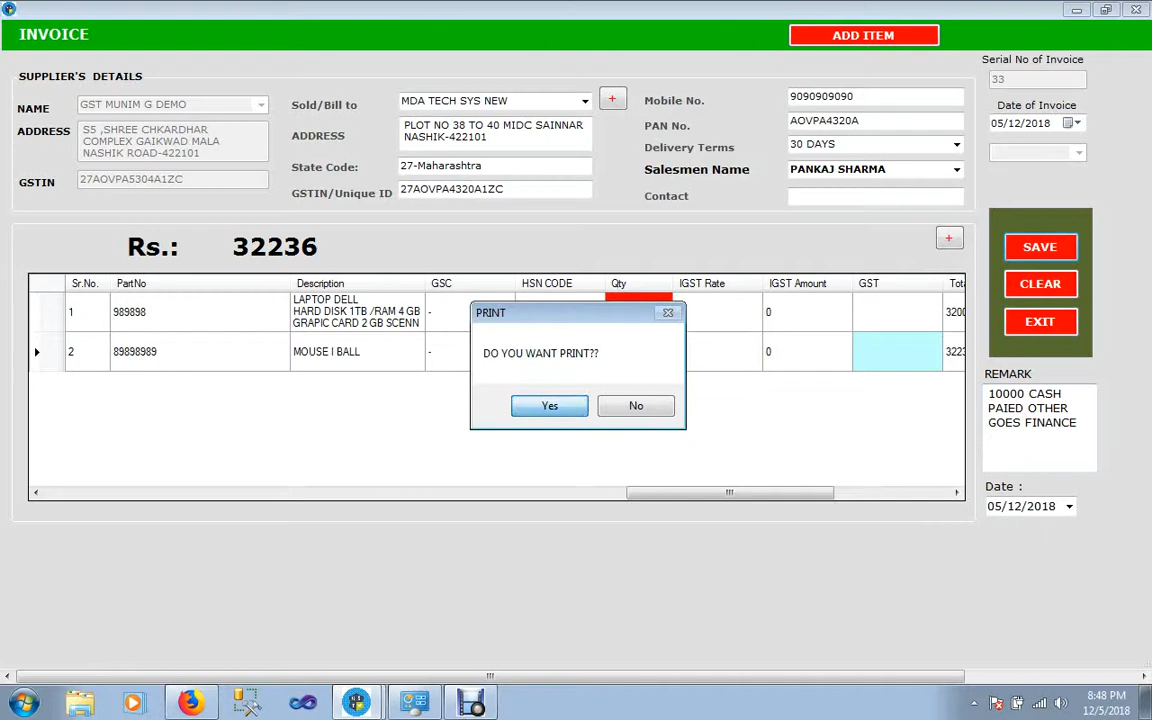 INVOICE
ADD ITEM
SUPPLIER'S DETAILS
NAME
GST MUNIM G DEMO
ADDRESS
S5 ,SHREE CHKARDHAR
COMPLEX GAIKWAD MALA
NASHIK ROAD-422101
GSTIN
27AOVPA5304A1ZC
Sold/Bill to
MDA TECH SYS NEW
+
ADDRESS
PLOT NO 38 TO 40 MIDC SAINNAR
NASHIK-422101
State Code:
27-Maharashtra
GSTIN/Unique ID
27AOVPA4320A1ZC
Mobile No.
9090909090
PAN No.
AOVPA4320A
Delivery Terms
30 DAYS
Salesmen Name
PANKAJ SHARMA
Contact
Serial No of Invoice
33
Date of Invoice
05/12/2018
Rs.: 32236
+
SAVE
CLEAR
EXIT
Sr.No. PartNo Description GSC HSN CODE Qty IGST Rate IGST Amount GST Tota
1 989898 LAPTOP DELL
HARD DISK 1TB /RAM 4 GB
GRAPIC CARD 2 GB SCENN
- 0 3200
2 89898989 MOUSE I BALL - 0 3223
PRINT
DO YOU WANT PRINT??
Yes No
REMARK
10000 CASH
PAIED OTHER
GOES FINANCE
Date :
05/12/2018
8:48 PM
12/5/2018